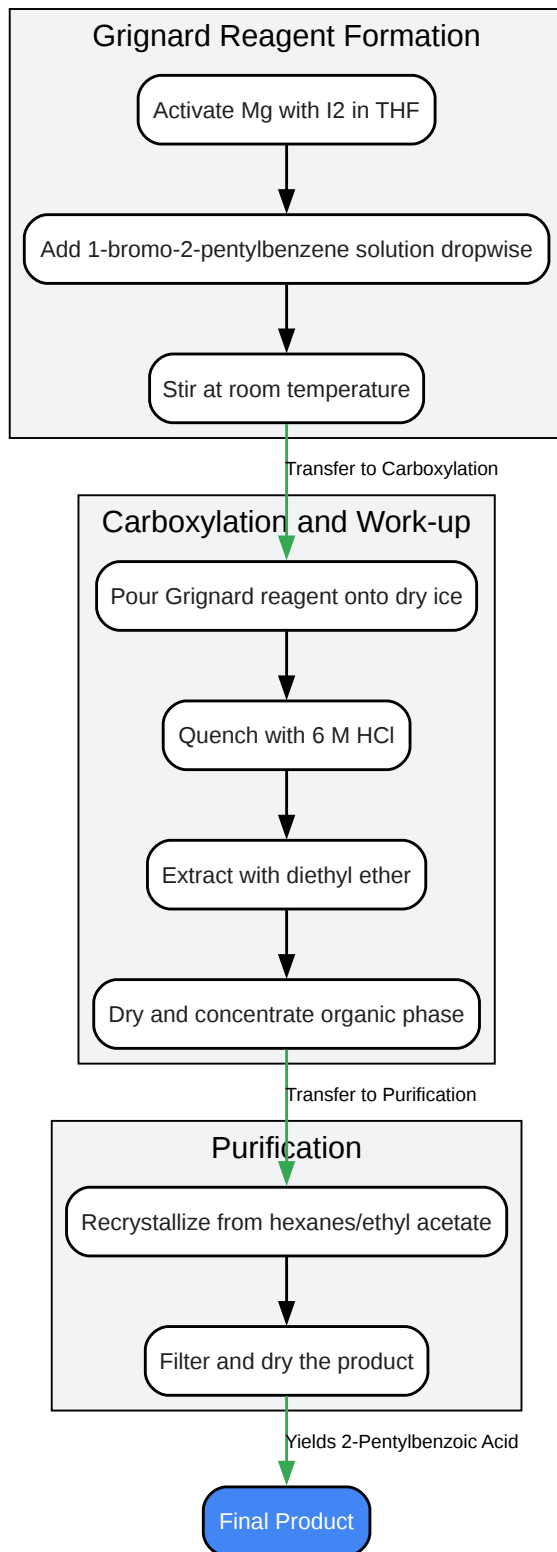 Grignard Reagent Formation
Activate Mg with I2 in THF
Add 1-bromo-2-pentylbenzene solution dropwise
Stir at room temperature
Transfer to Carboxylation
Carboxylation and Work-up
Pour Grignard reagent onto dry ice
Quench with 6 M HCl
Extract with diethyl ether
Dry and concentrate organic phase
Transfer to Purification
Purification
Recrystallize from hexanes/ethyl acetate
Filter and dry the product
Yields 2-Pentylbenzoic Acid
Final Product